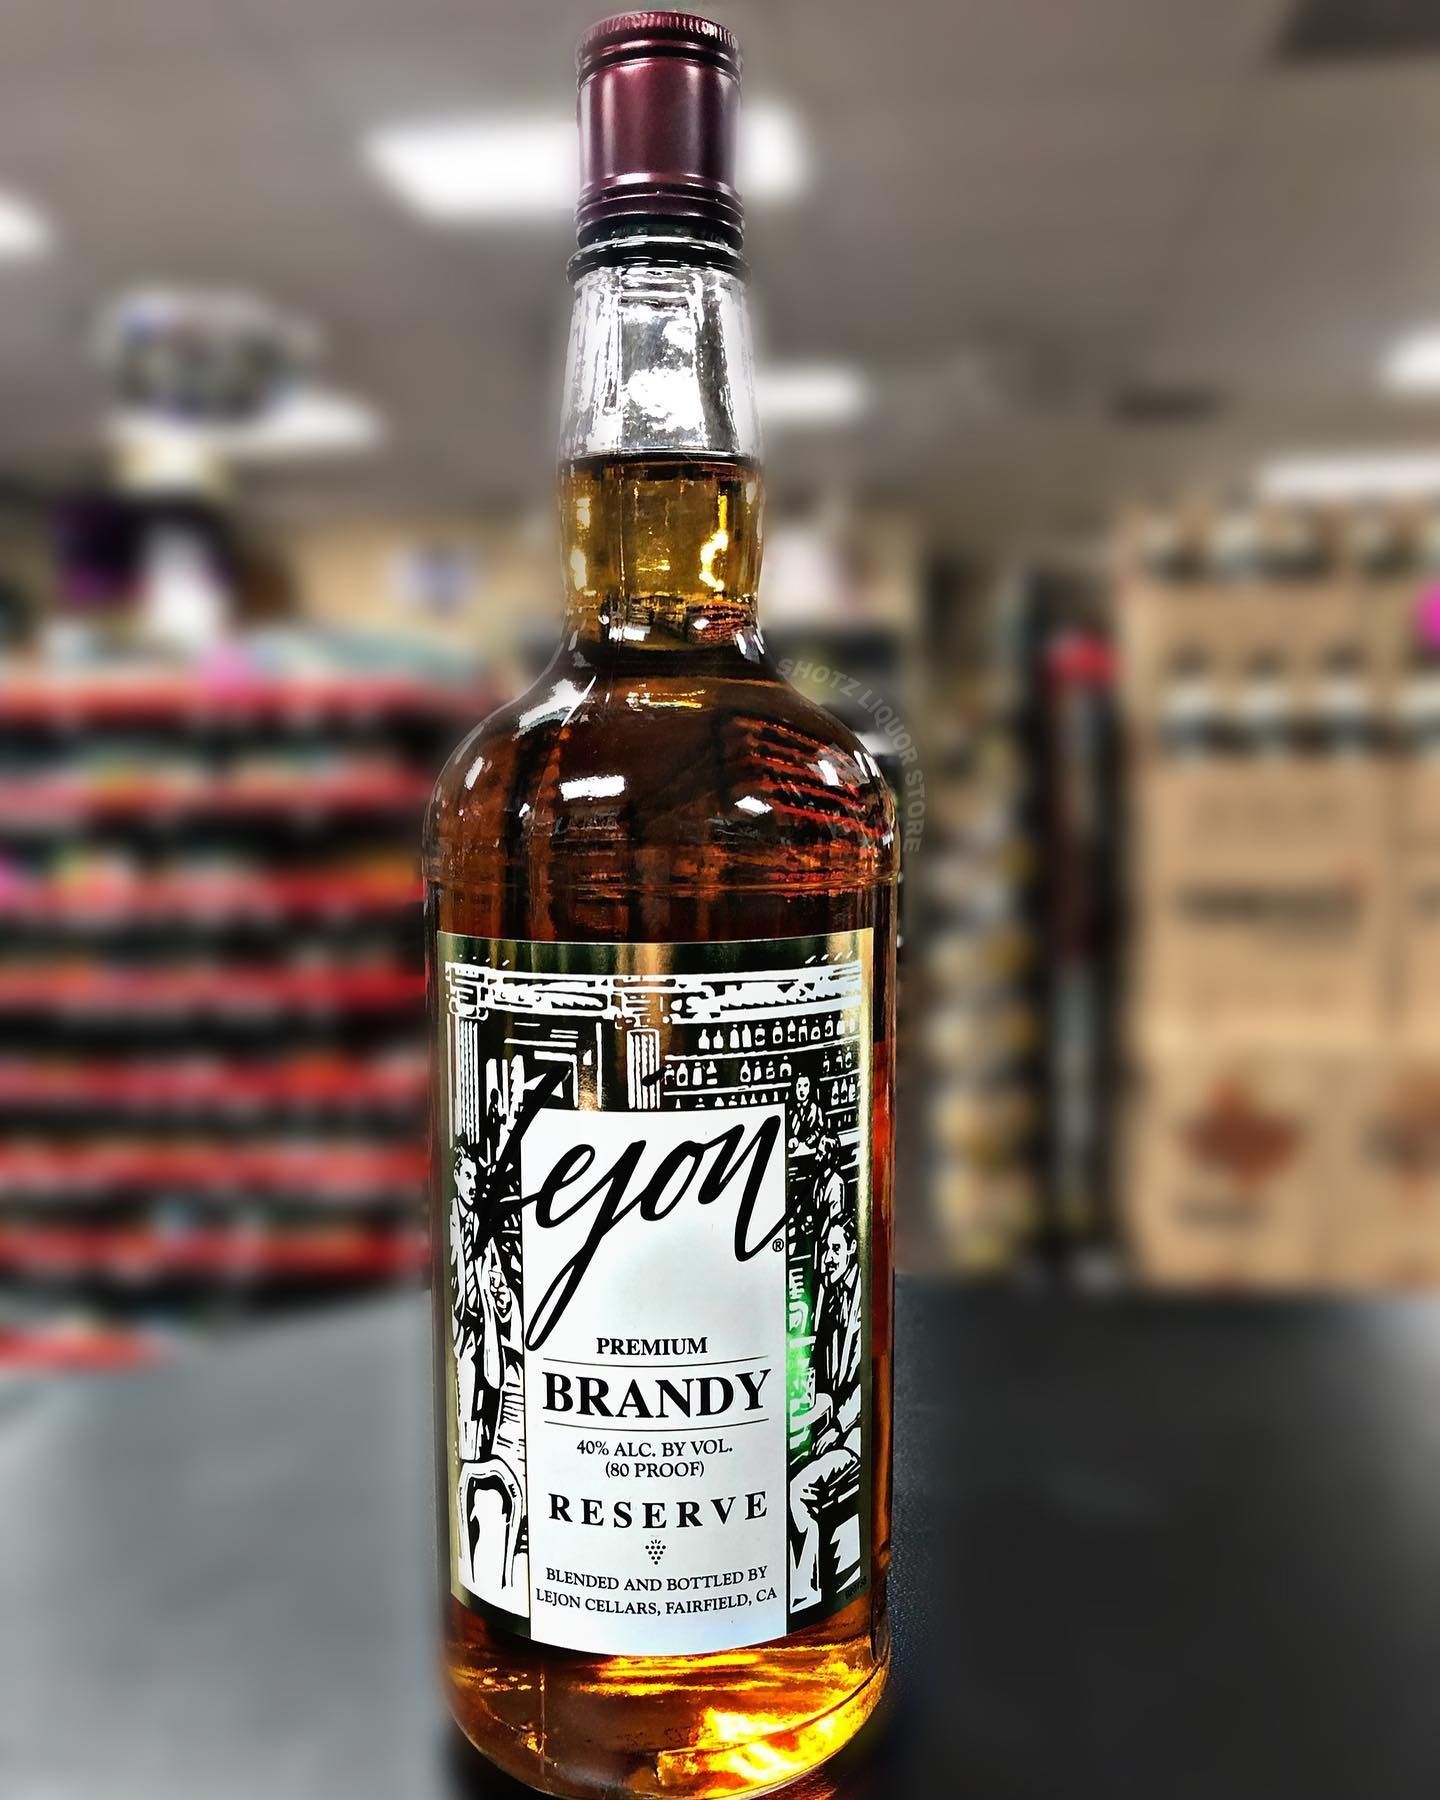 SHOTZ LIQUOR STORE
Lejon®
PREMIUM
BRANDY
40% ALC. BY VOL.
(80 PROOF)
RESERVE
BLENDED AND BOTTLED BY
LEJON CELLARS, FAIRFIELD, CA